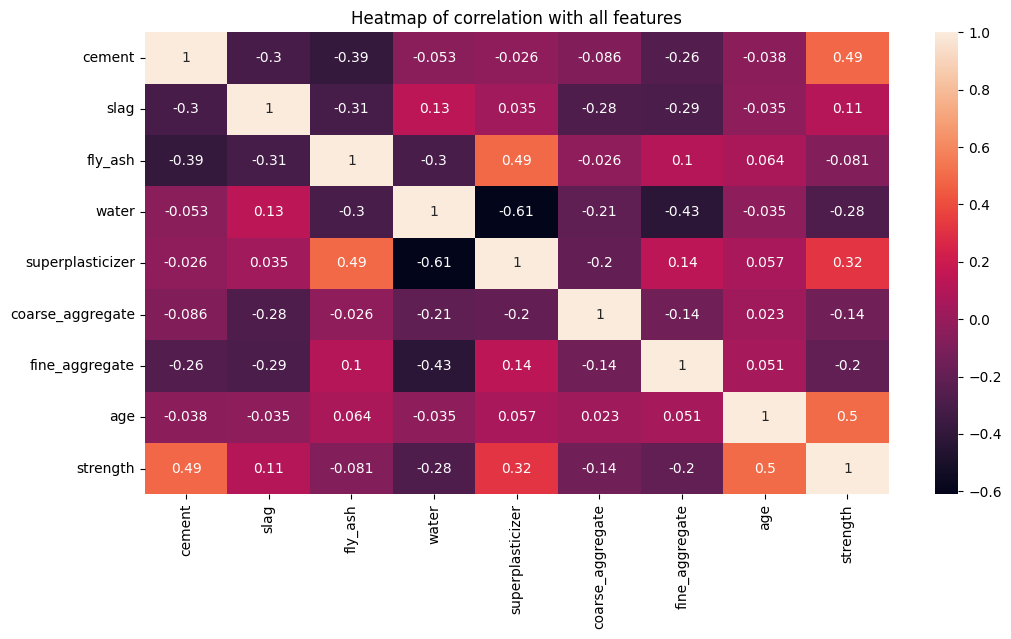 Heatmap of correlation with all features
cement 1 -0.3 -0.39 -0.053 -0.026 -0.086 -0.26 -0.038 0.49
slag -0.3 1 -0.31 0.13 0.035 -0.28 -0.29 -0.035 0.11
fly_ash -0.39 -0.31 1 -0.3 0.49 -0.026 0.1 0.064 -0.081
water -0.053 0.13 -0.3 1 -0.61 -0.21 -0.43 -0.035 -0.28
superplasticizer -0.026 0.035 0.49 -0.61 1 -0.2 0.14 0.057 0.32
coarse_aggregate -0.086 -0.28 -0.026 -0.21 -0.2 1 -0.14 0.023 -0.14
fine_aggregate -0.26 -0.29 0.1 -0.43 0.14 -0.14 1 0.051 -0.2
age -0.038 -0.035 0.064 -0.035 0.057 0.023 0.051 1 0.5
strength 0.49 0.11 -0.081 -0.28 0.32 -0.14 -0.2 0.5 1
cement
slag
fly_ash
water
superplasticizer
coarse_aggregate
fine_aggregate
age
strength
1.0
0.8
0.6
0.4
0.2
0.0
−0.2
−0.4
−0.6